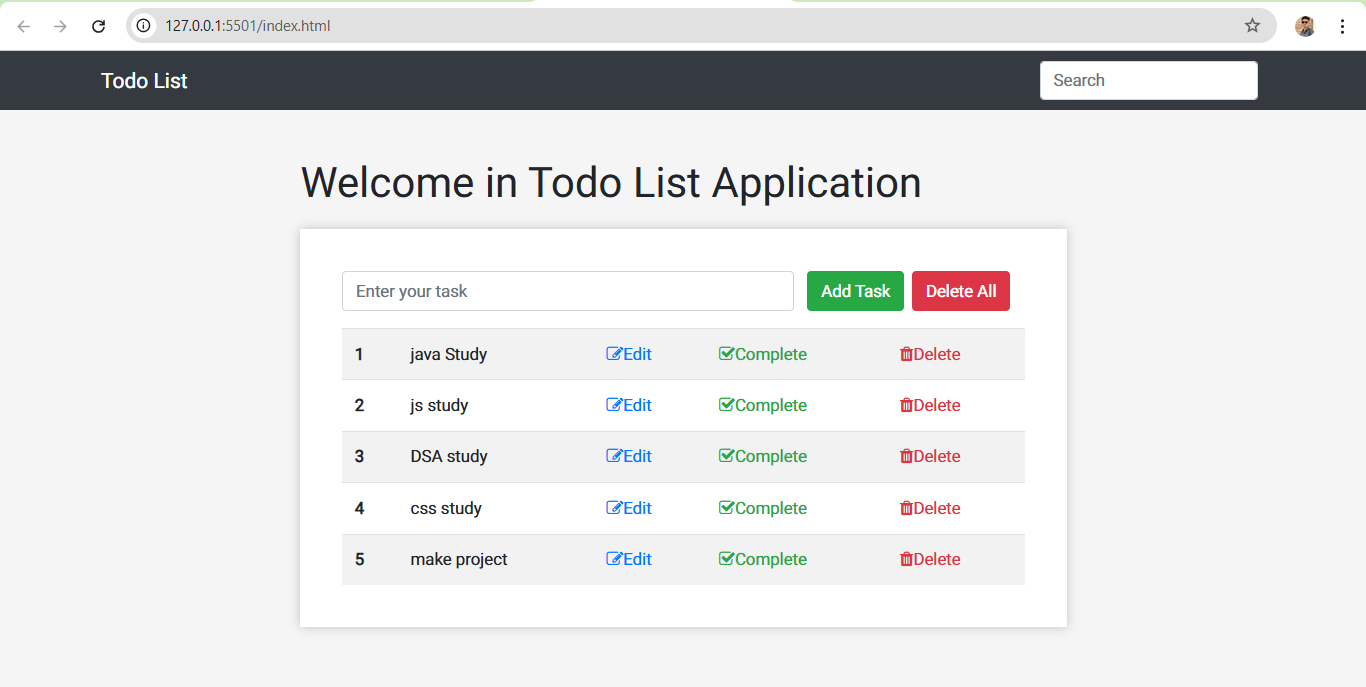 127.0.0.1:5501/index.html
Todo List Search
Welcome in Todo List Application
Enter your task Add Task Delete All
1 java Study Edit Complete Delete
2 js study Edit Complete Delete
3 DSA study Edit Complete Delete
4 css study Edit Complete Delete
5 make project Edit Complete Delete